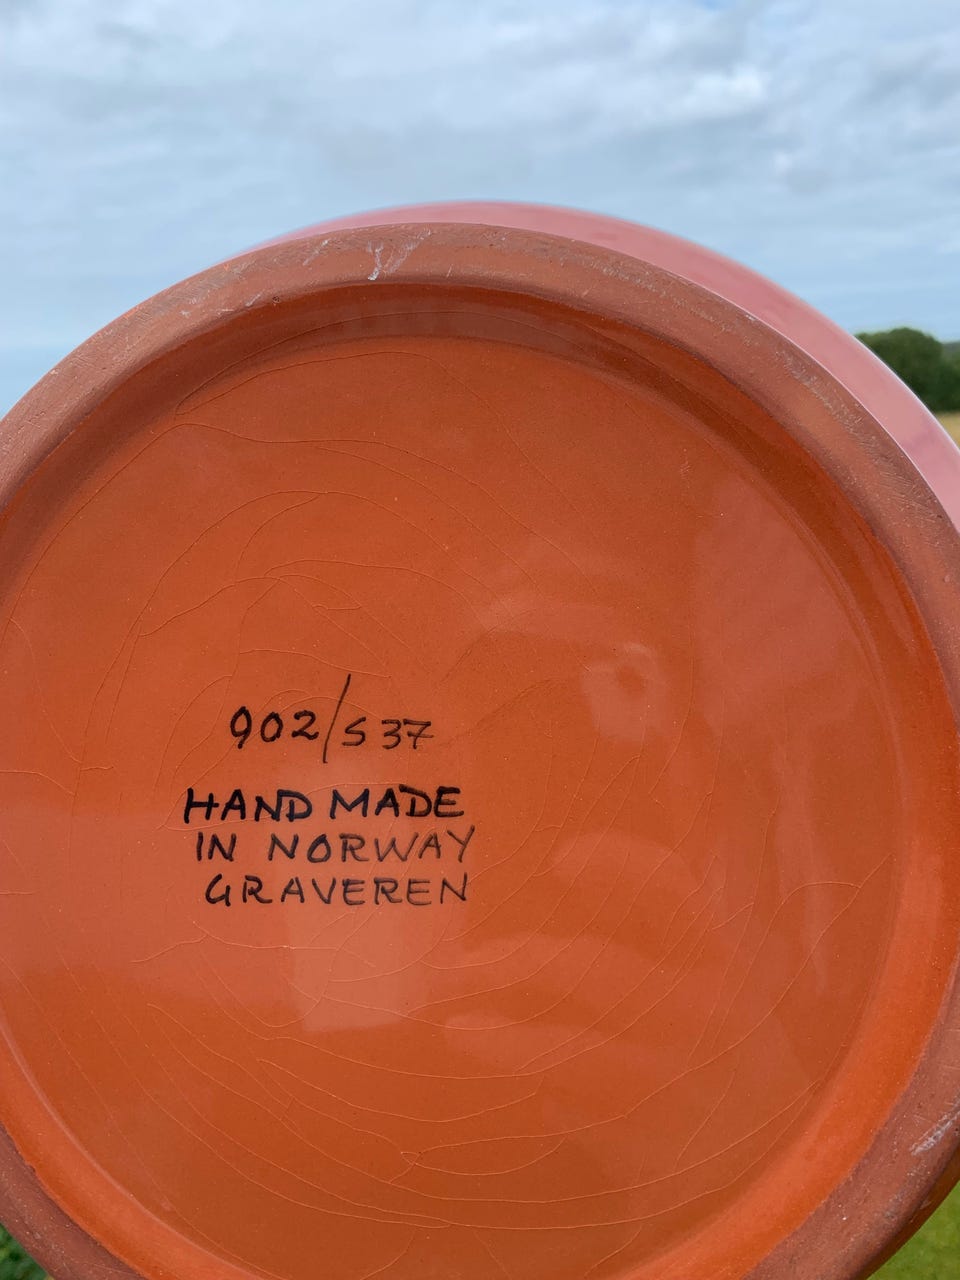 902/S37
HAND MADE
IN NORWAY
GRAVEREN